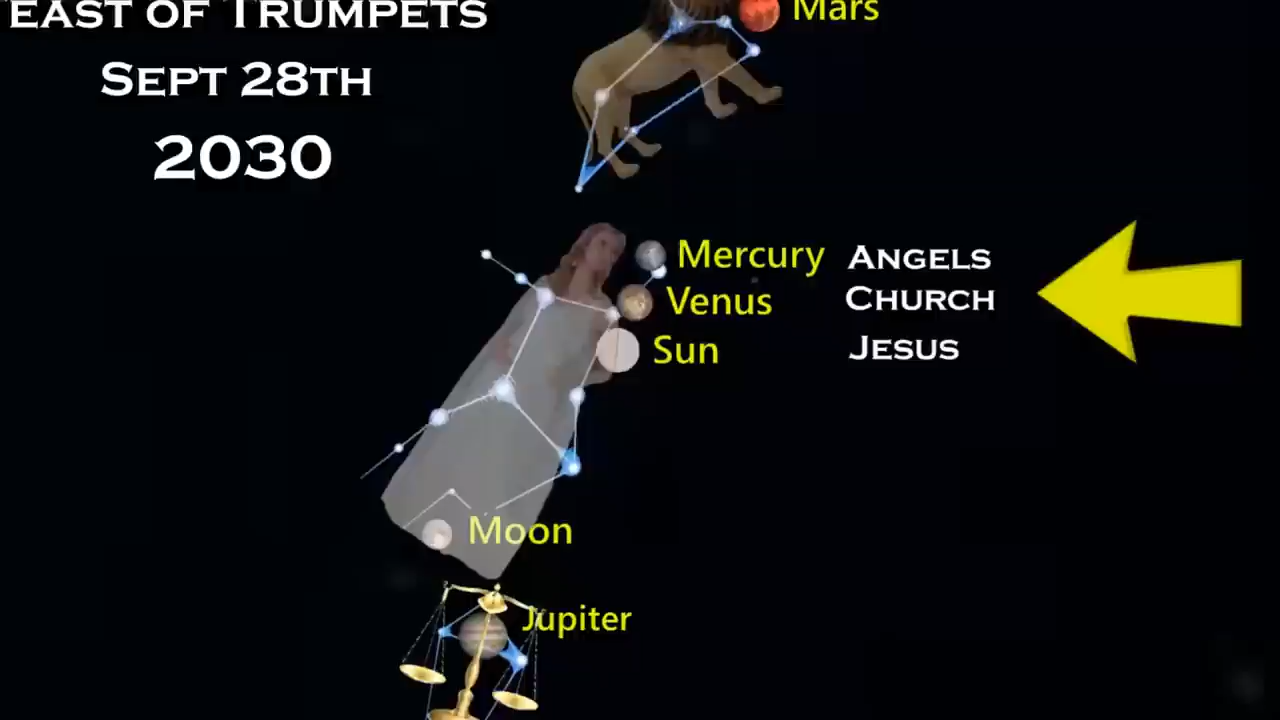 EAST OF TRUMPETS
SEPT 28TH
2030
Mars
Mercury ANGELS
Venus CHURCH
Sun JESUS
Moon
Jupiter